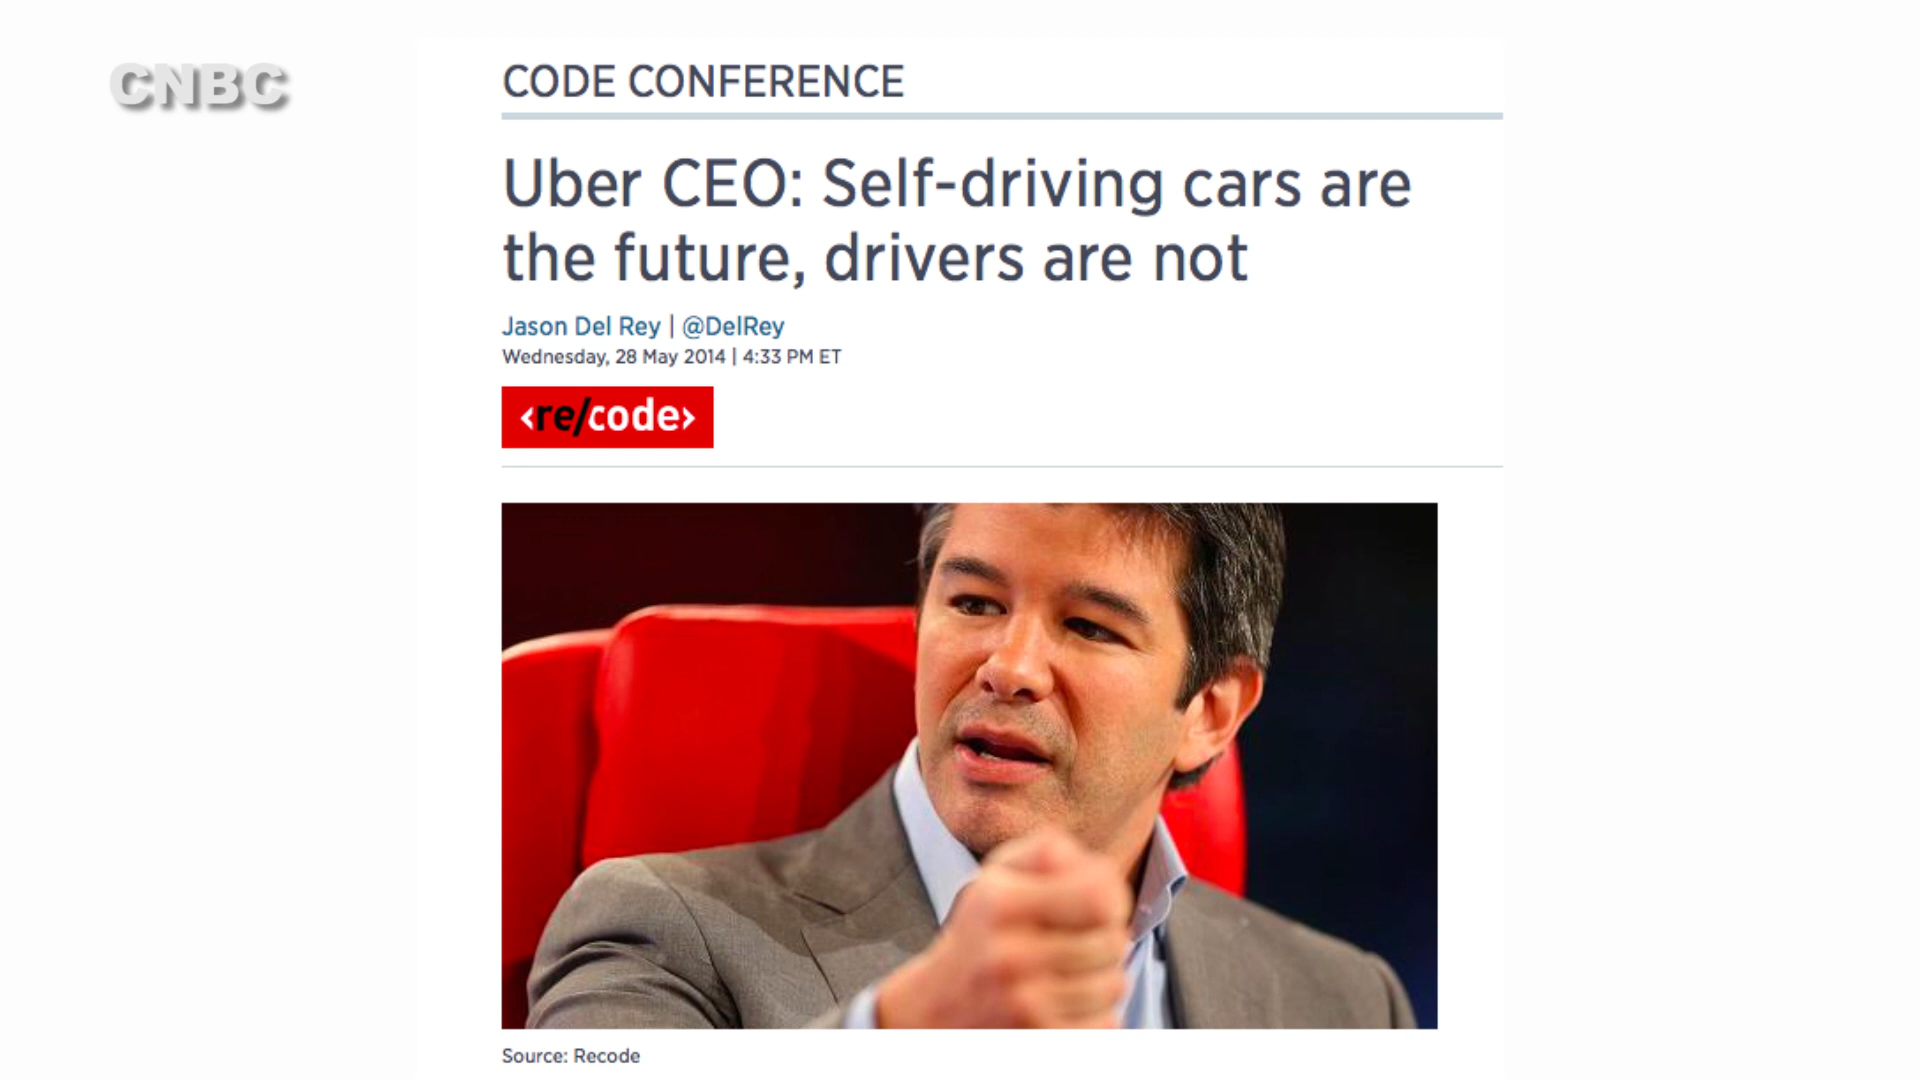 CNBC
CODE CONFERENCE
Uber CEO: Self-driving cars are
the future, drivers are not
Jason Del Rey | @DelRey
Wednesday, 28 May 2014 | 4:33 PM ET
<re/code>
Source: Recode